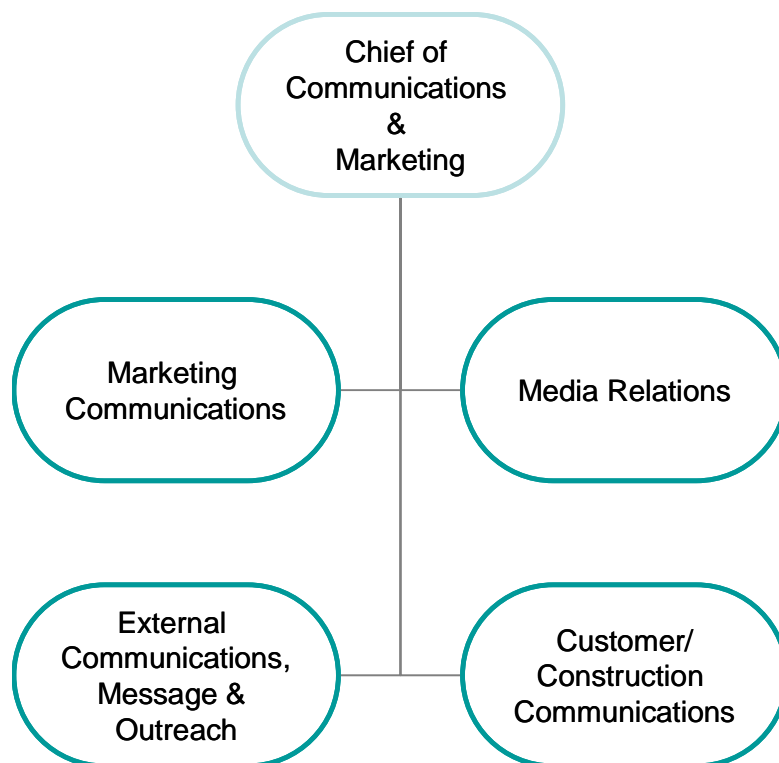 Chief of
Communications
&
Marketing
Marketing
Communications
Media Relations
External
Communications,
Message &
Outreach
Customer/
Construction
Communications